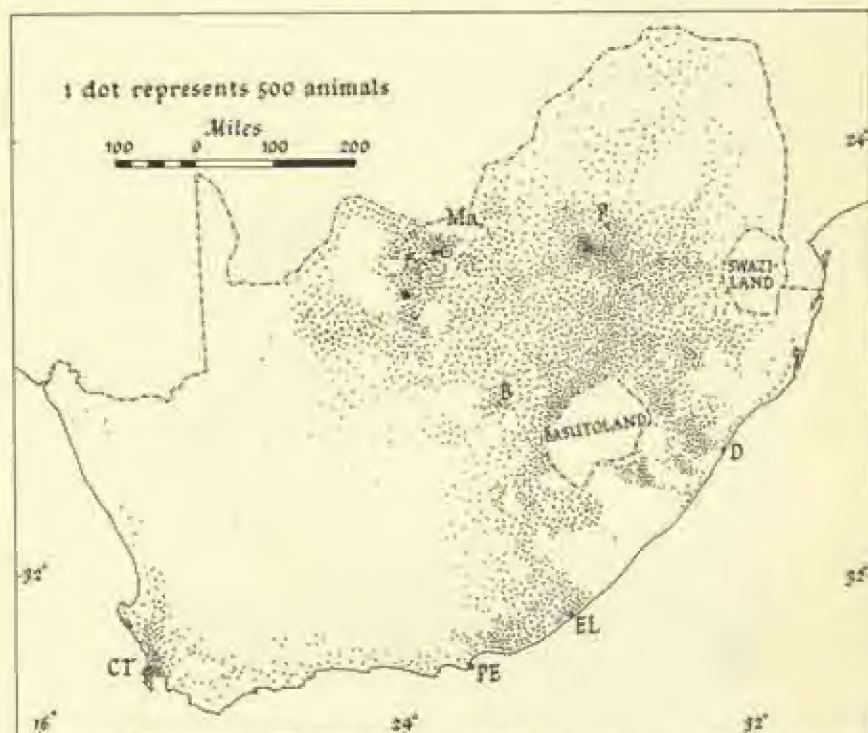 1 dot represents 500 animals
Miles
100 0 100 200
24°
Ma
P
SWAZI-
LAND
B
BASUTOLAND
D
32°
32°
EL
CT
PE
16°
24°
32°